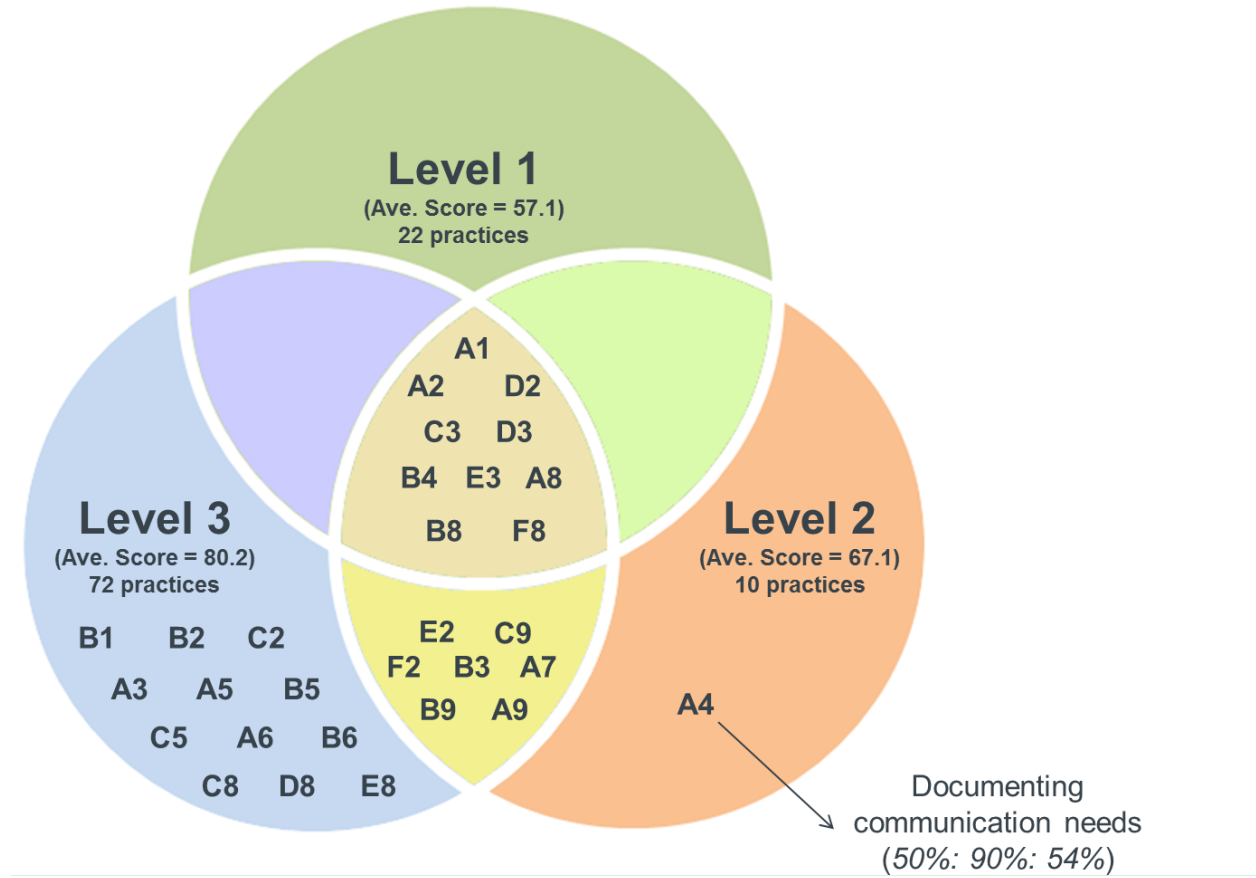 Level 1
(Ave. Score = 57.1)
22 practices
A1
A2 D2
C3 D3
B4 E3 A8
B8 F8
Level 3
(Ave. Score = 80.2)
72 practices
B1 B2 C2
A3 A5 B5
C5 A6 B6
C8 D8 E8
E2 C9
F2 B3 A7
B9 A9
Level 2
(Ave. Score = 67.1)
10 practices
A4
Documenting
communication needs
(50%: 90%: 54%)